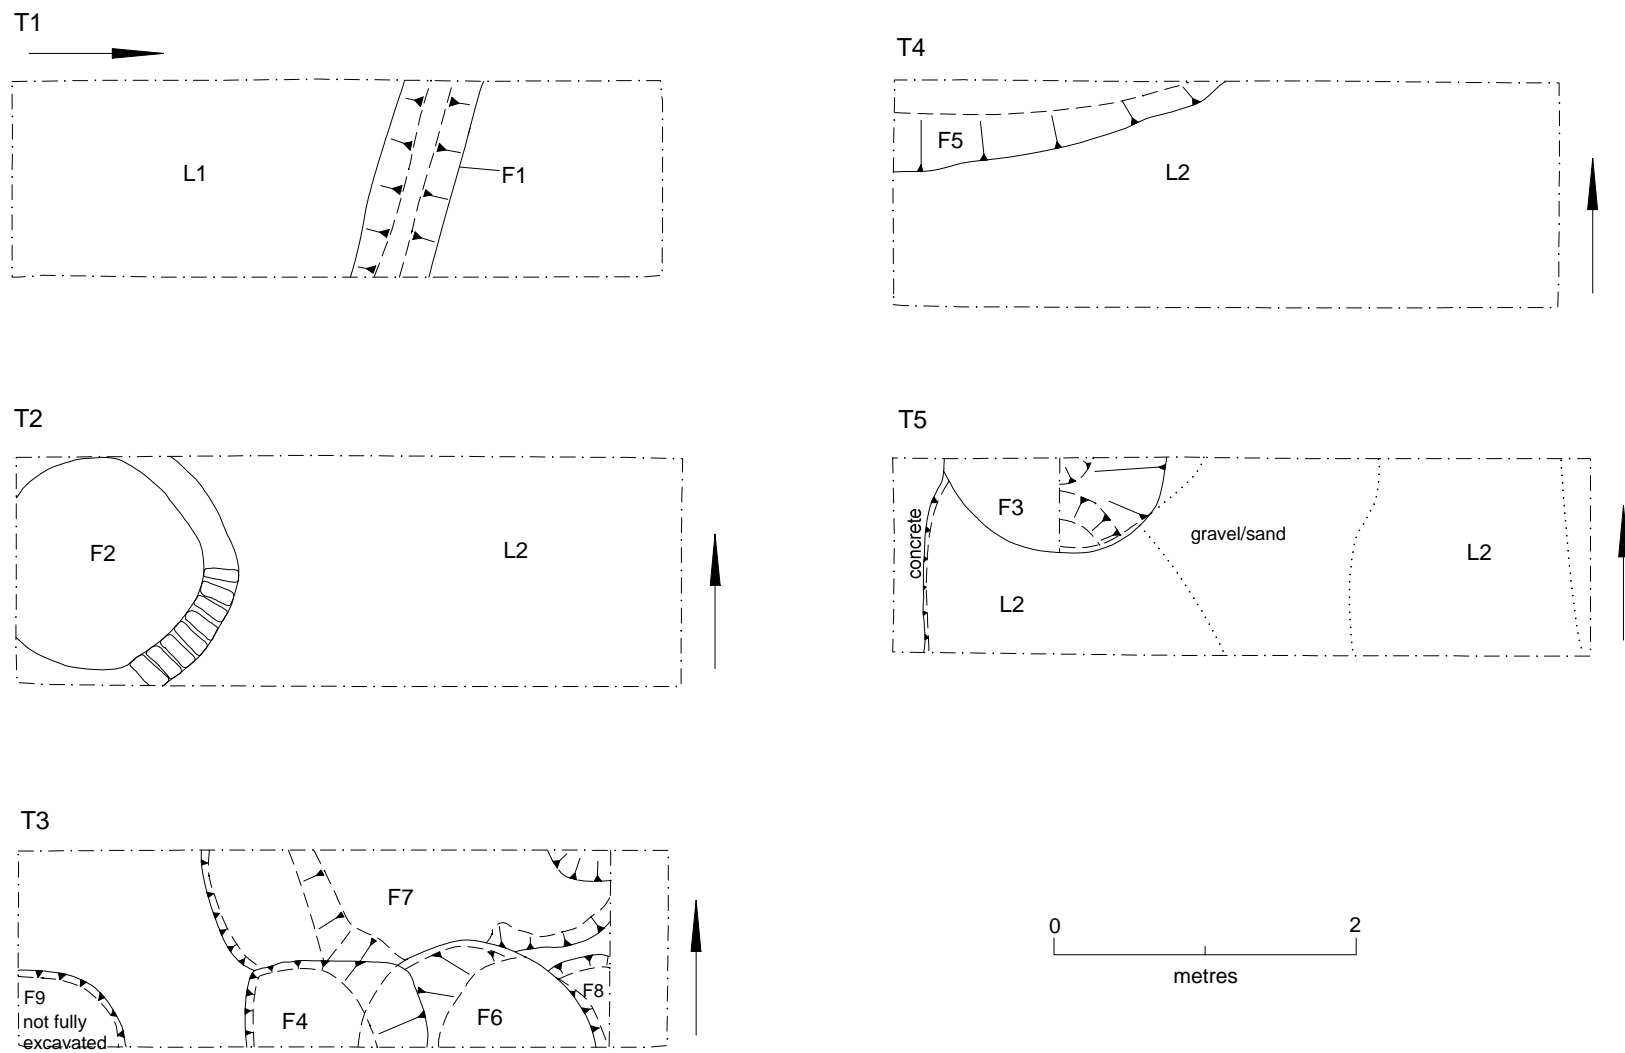 T1
L1
F1
T4
F5
L2
T2
F2
L2
T5
concrete
F3
gravel/sand
L2
L2
T3
F7
F9
not fully
excavated
F4
F6
F8
0 2
metres